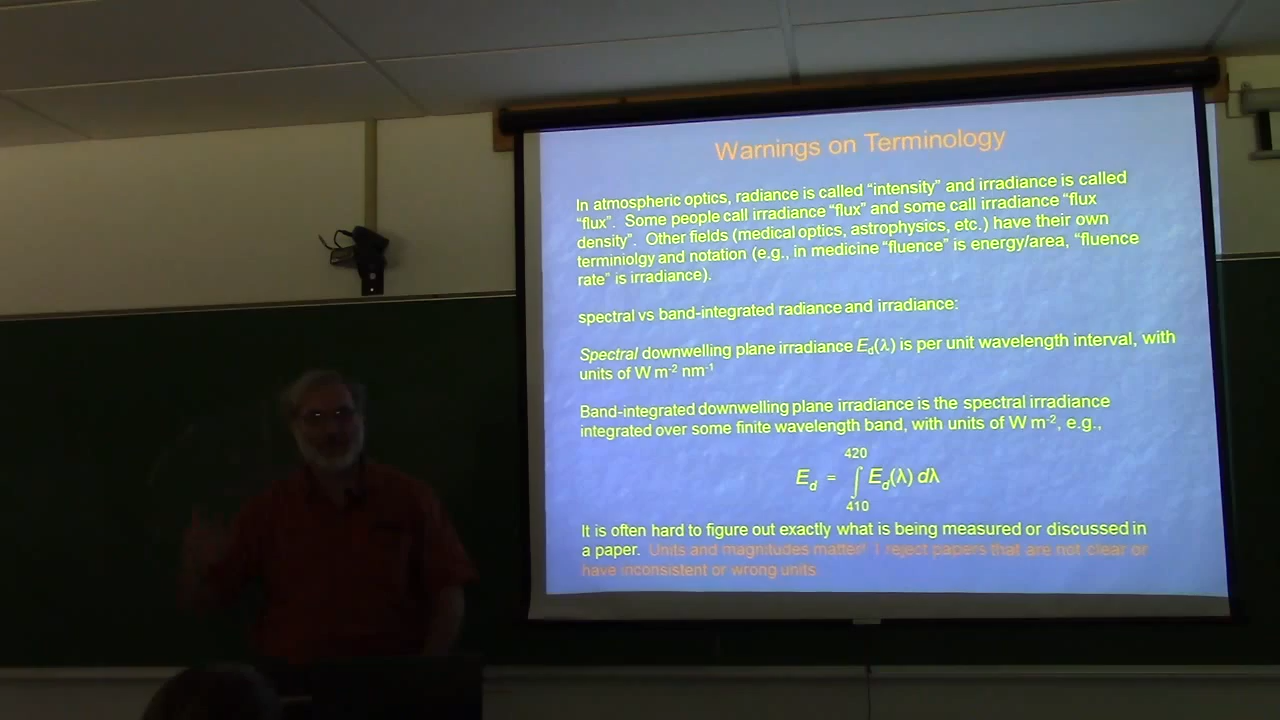 Warnings on Terminology
In atmospheric optics, radiance is called “intensity” and irradiance is called
“flux”. Some people call irradiance “flux” and some call irradiance “flux
density”. Other fields (medical optics, astrophysics, etc.) have their own
terminiolgy and notation (e.g., in medicine “fluence” is energy/area, “fluence
rate” is irradiance).
spectral vs band-integrated radiance and irradiance:
Spectral downwelling plane irradiance E_d(λ) is per unit wavelength interval, with
units of W m⁻² nm⁻¹
Band-integrated downwelling plane irradiance is the spectral irradiance
integrated over some finite wavelength band, with units of W m⁻², e.g.,
420
E_d = ∫ E_d(λ) dλ
410
It is often hard to figure out exactly what is being measured or discussed in
a paper. Units and magnitudes matter! I reject papers that are not clear or
have inconsistent or wrong units.